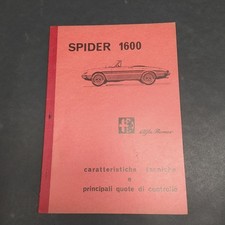 SPIDER 1600
alfa Romeo
caratteristiche tecniche
e
principali quote di controllo